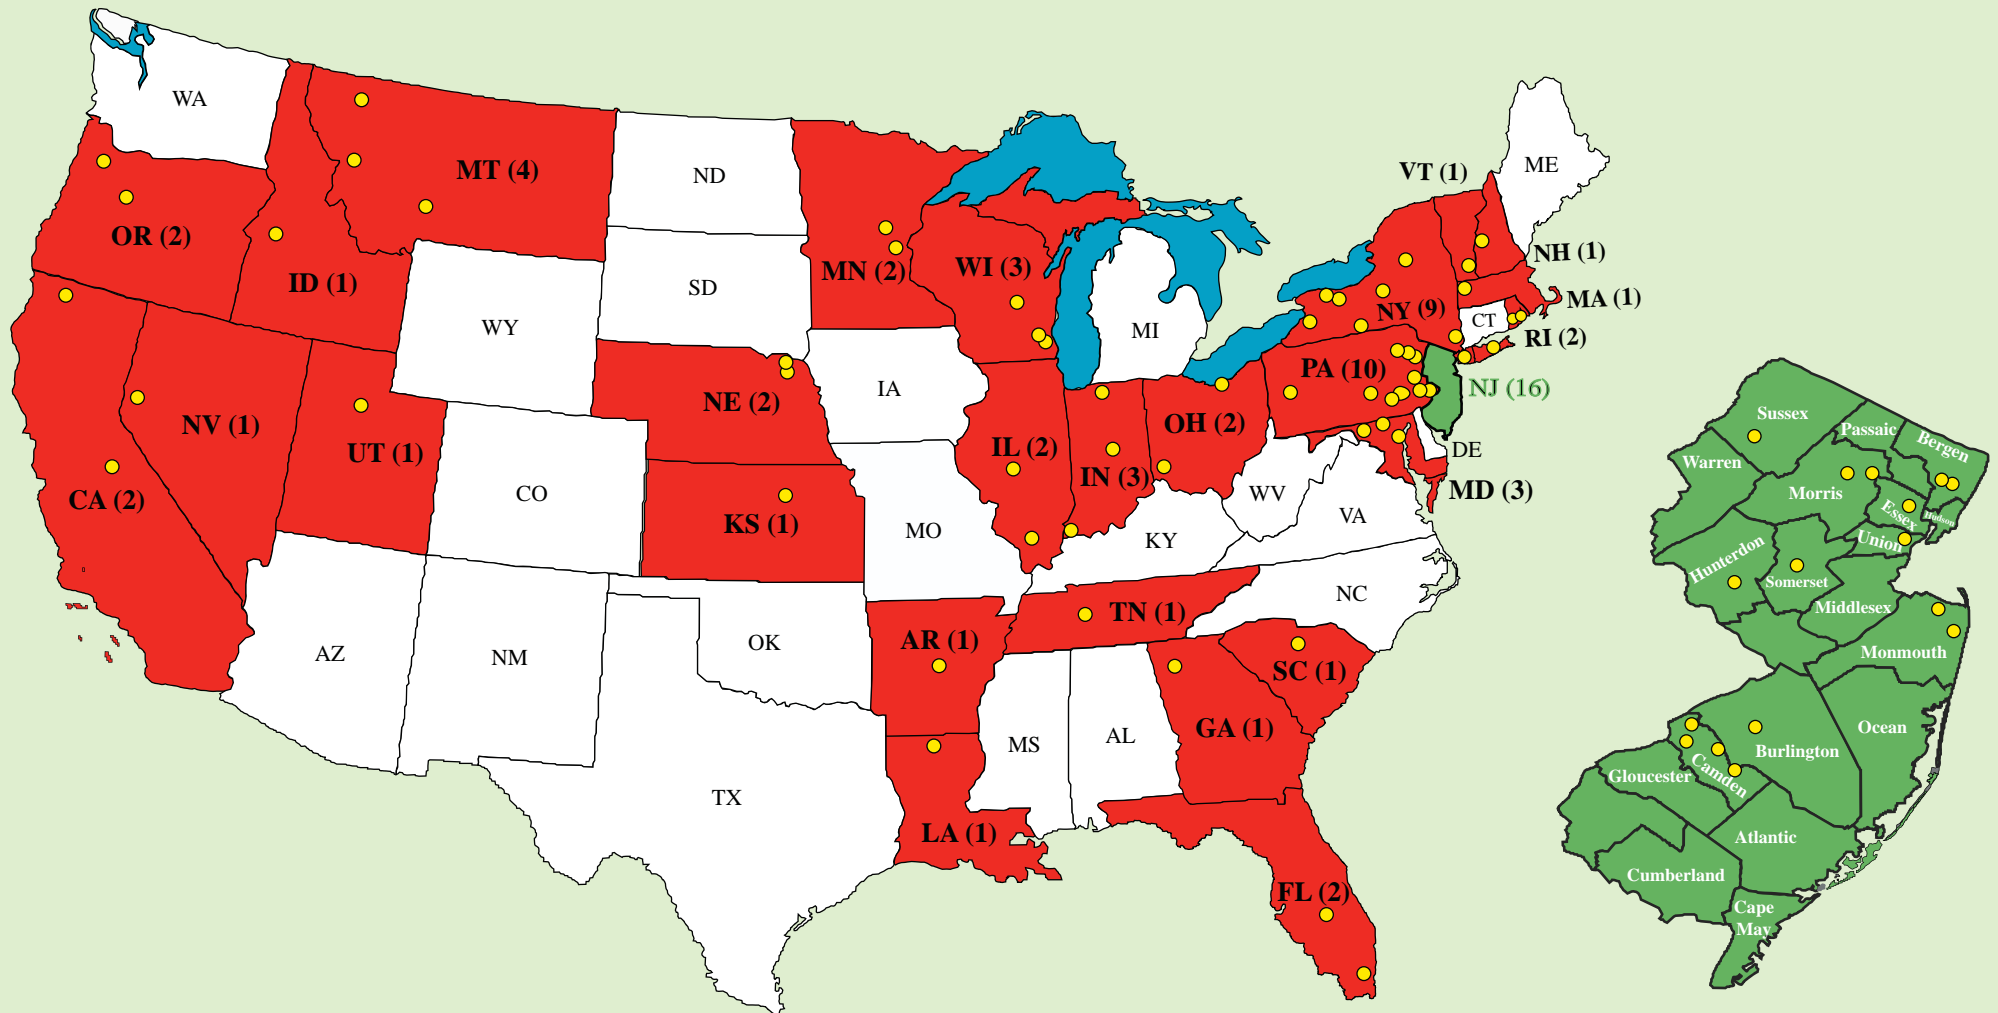 WA
MT (4)
ND
VT (1)
ME
OR (2)
ID (1)
MN (2)
WI (3)
NH (1)
SD
MA (1)
WY
NY (9)
CT
MI
RI (2)
PA (10)
NJ (16)
IA
NE (2)
NV (1)
UT (1)
IL (2)
OH (2)
IN (3)
DE
CA (2)
CO
KS (1)
MO
WV
MD (3)
VA
KY
NC
TN (1)
AZ
NM
OK
AR (1)
SC (1)
GA (1)
MS
AL
TX
LA (1)
FL (2)
Sussex
Passaic
Bergen
Warren
Morris
Essex
Hudson
Union
Hunterdon
Somerset
Middlesex
Monmouth
Ocean
Burlington
Camden
Gloucester
Atlantic
Cumberland
Cape
May